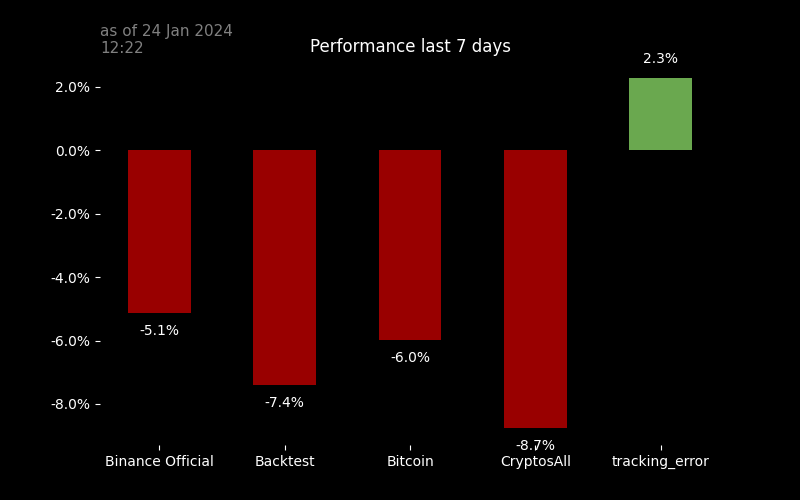 as of 24 Jan 2024
12:22
Performance last 7 days
2.3%
2.0%
0.0%
-2.0%
-4.0%
-6.0%
-8.0%
-5.1%
-7.4%
-6.0%
-8.7%
Binance Official
Backtest
Bitcoin
CryptosAll
tracking_error